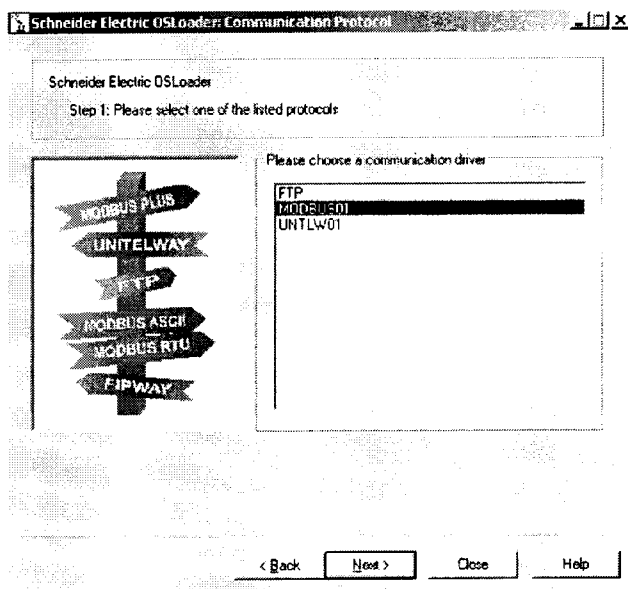 Schneider Electric OSLoader: Communication Protocol
Schneider Electric OSLoader
Step 1: Please select one of the listed protocols
Please choose a communication driver
FTP
MODBUS01
UNTLW01
MODBUS PLUS
UNITELWAY
FTP
MODBUS ASCII
MODBUS RTU
FIPWAY
< Back
Next >
Close
Help